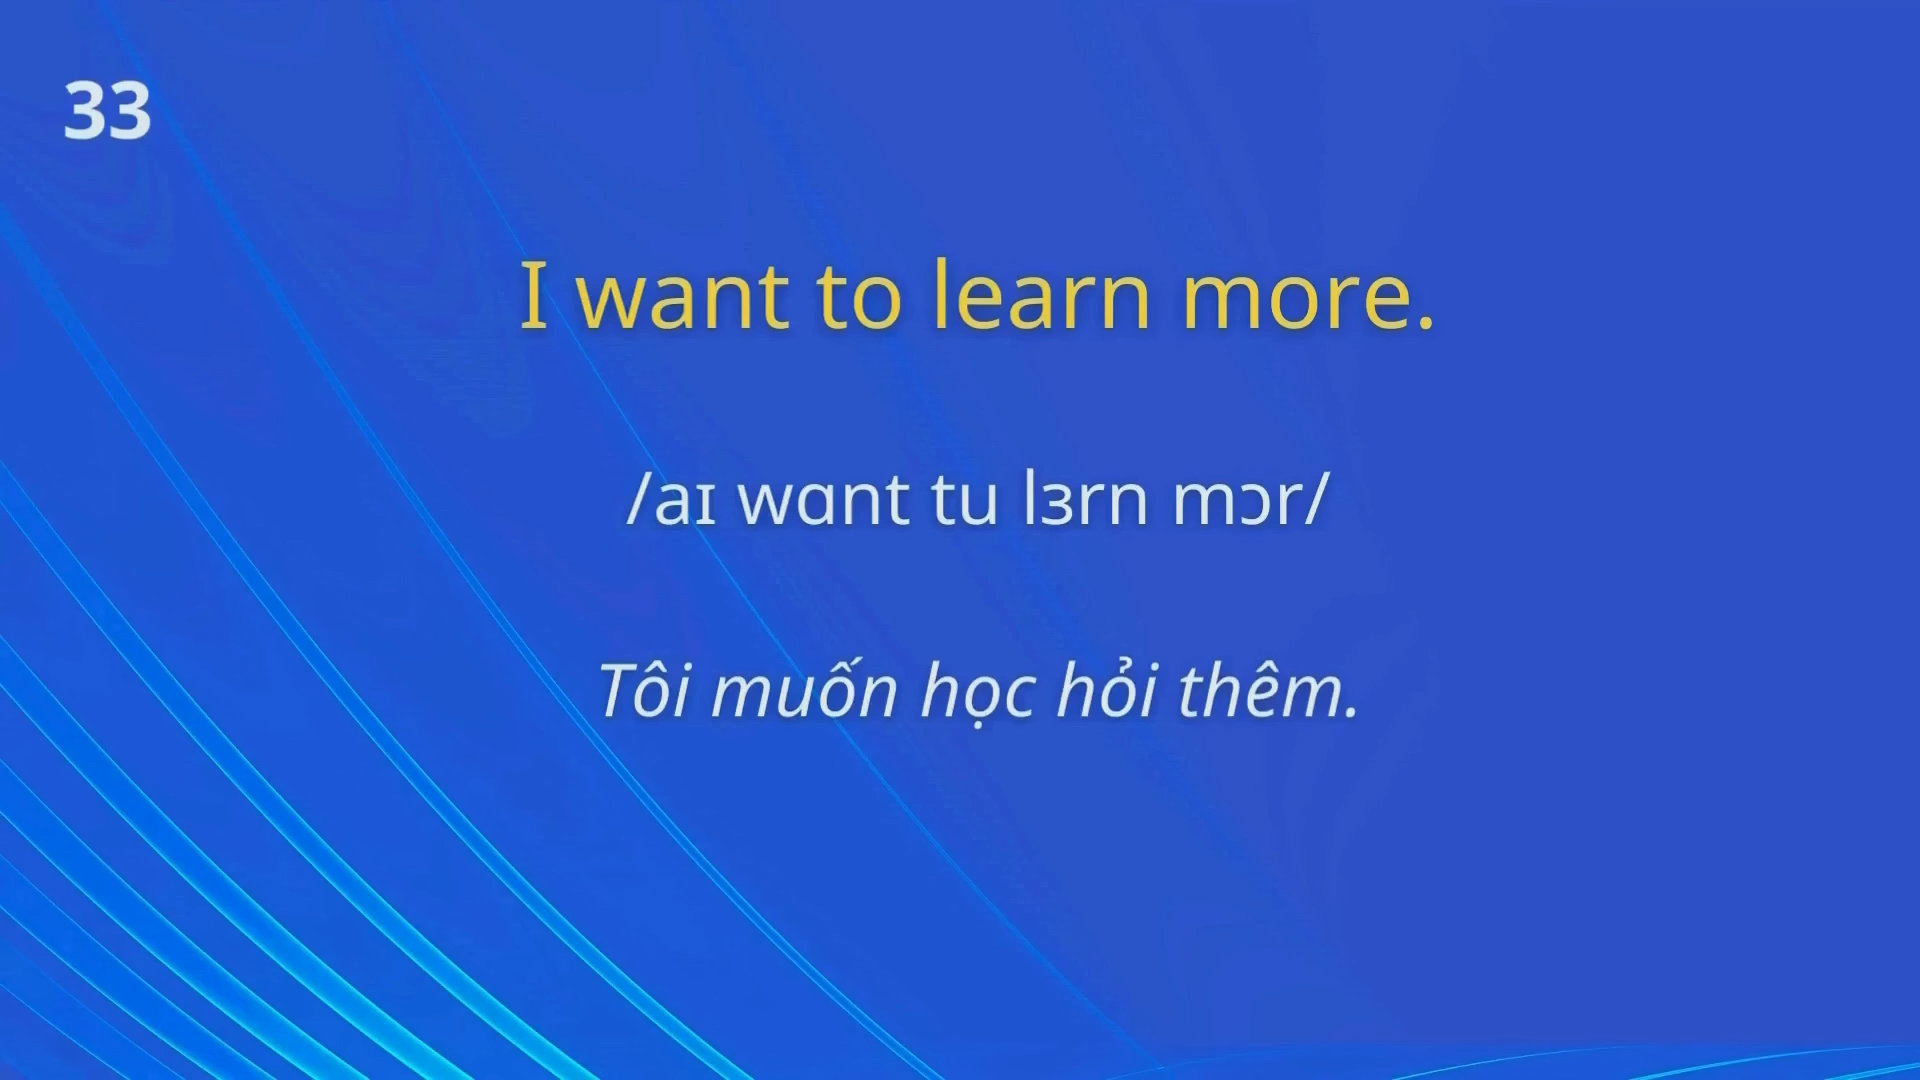 33
I want to learn more.
/aɪ wɑnt tu lɜrn mɔr/
Tôi muốn học hỏi thêm.